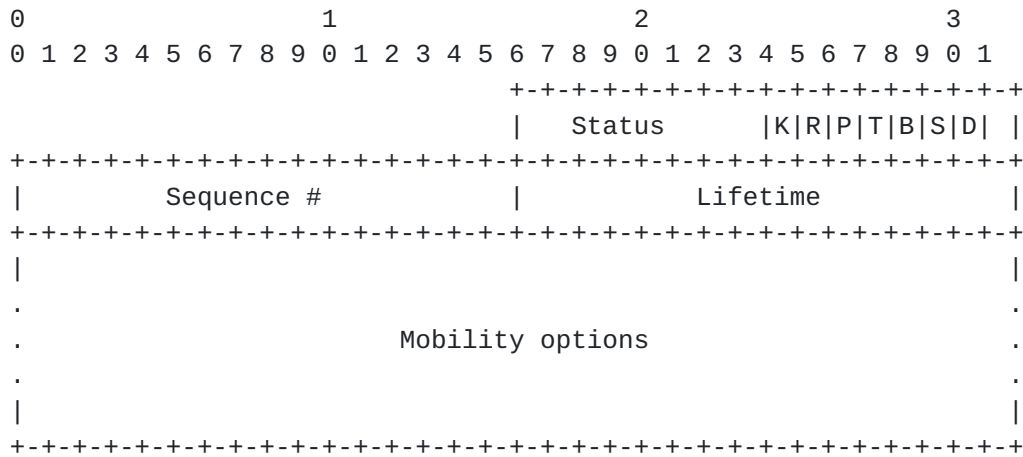 0                   1                   2                   3
0 1 2 3 4 5 6 7 8 9 0 1 2 3 4 5 6 7 8 9 0 1 2 3 4 5 6 7 8 9 0 1
                                +-+-+-+-+-+-+-+-+-+-+-+-+-+-+-+-+
                                |   Status      |K|R|P|T|B|S|D| |
+-+-+-+-+-+-+-+-+-+-+-+-+-+-+-+-+-+-+-+-+-+-+-+-+-+-+-+-+-+-+-+-+
|         Sequence #            |           Lifetime            |
+-+-+-+-+-+-+-+-+-+-+-+-+-+-+-+-+-+-+-+-+-+-+-+-+-+-+-+-+-+-+-+-+
|                                                               |
.                                                               .
.                        Mobility options                       .
.                                                               .
|                                                               |
+-+-+-+-+-+-+-+-+-+-+-+-+-+-+-+-+-+-+-+-+-+-+-+-+-+-+-+-+-+-+-+-+